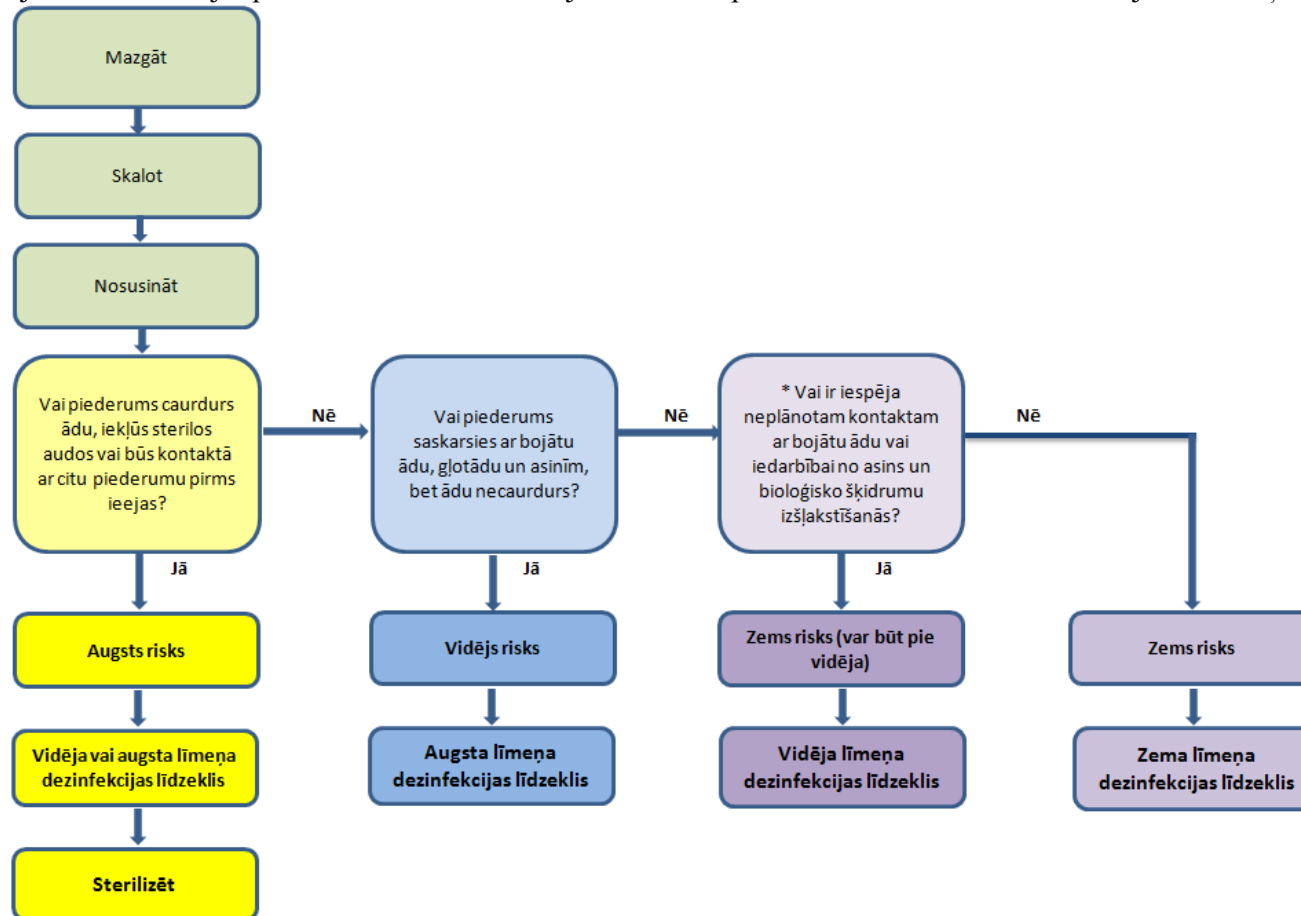 Mazgāt
Skalot
Nosusināt
Vai piederums caurdurs
ādu, iekļūs sterilos
audos vai būs kontaktā
ar citu piederumu pirms
ieejas?
Nē
Vai piederums
saskarsies ar bojātu
ādu, gļotādu un asinīm,
bet ādu necaurdurs?
Nē
* Vai ir iespēja
neplānotam kontaktam
ar bojātu ādu vai
iedarbībai no asins un
bioloģisko šķidrumu
izšļakstīšanās?
Nē
Jā
Jā
Jā
Augsts risks
Vidējs risks
Zems risks (var būt pie
vidēja)
Zems risks
Vidēja vai augsta līmeņa
dezinfekcijas līdzeklis
Augsta līmeņa
dezinfekcijas līdzeklis
Vidēja līmeņa
dezinfekcijas līdzeklis
Zema līmeņa
dezinfekcijas līdzeklis
Sterilizēt